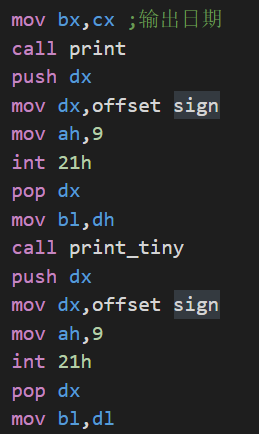 mov bx,cx ;输出日期
call print
push dx
mov dx,offset sign
mov ah,9
int 21h
pop dx
mov bl,dh
call print_tiny
push dx
mov dx,offset sign
mov ah,9
int 21h
pop dx
mov bl,dl